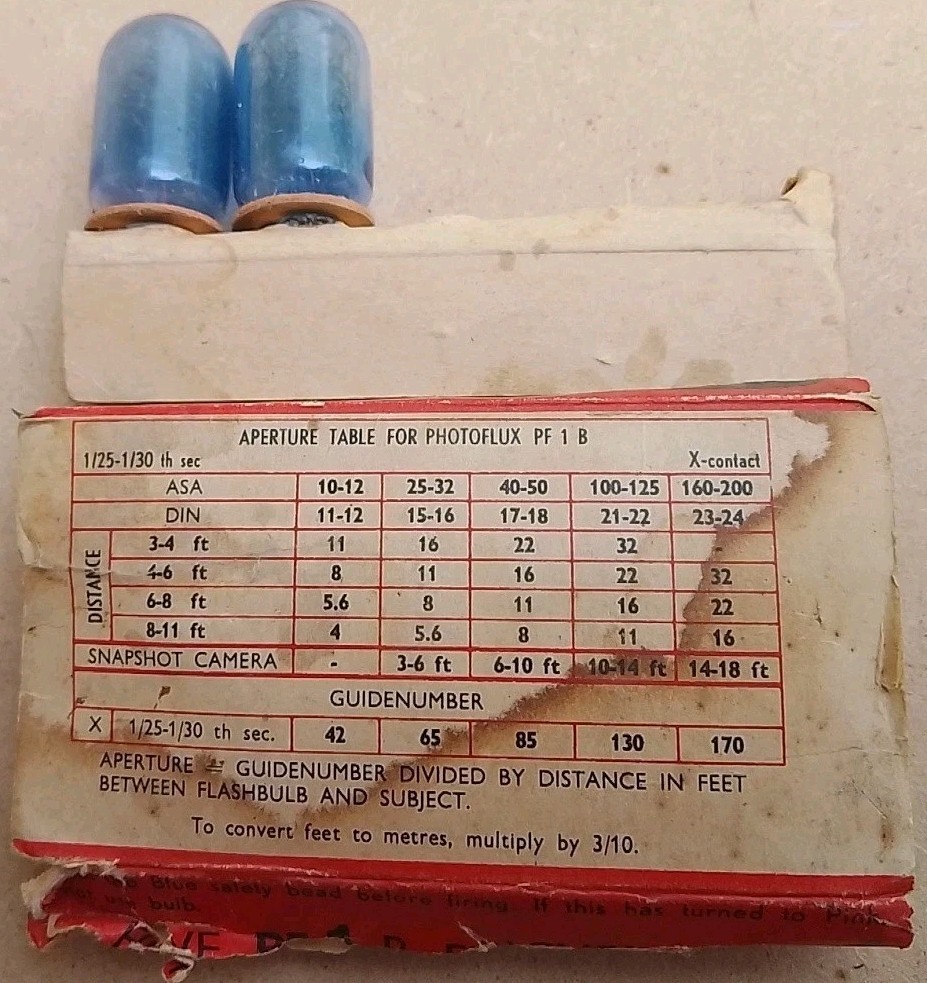 APERTURE TABLE FOR PHOTOFLUX PF 1 B
1/25-1/30 th sec X-contact
ASA 10-12 25-32 40-50 100-125 160-200
DIN 11-12 15-16 17-18 21-22 23-24
DISTANCE
3-4 ft 11 16 22 32
4-6 ft 8 11 16 22 32
6-8 ft 5.6 8 11 16 22
8-11 ft 4 5.6 8 11 16
SNAPSHOT CAMERA - 3-6 ft 6-10 ft 10-14 ft 14-18 ft
GUIDENUMBER
X 1/25-1/30 th sec. 42 65 85 130 170
APERTURE = GUIDENUMBER DIVIDED BY DISTANCE IN FEET
BETWEEN FLASHBULB AND SUBJECT.
To convert feet to metres, multiply by 3/10.
Blue safety bead before firing. If this has turned to Pink,
use bulb.